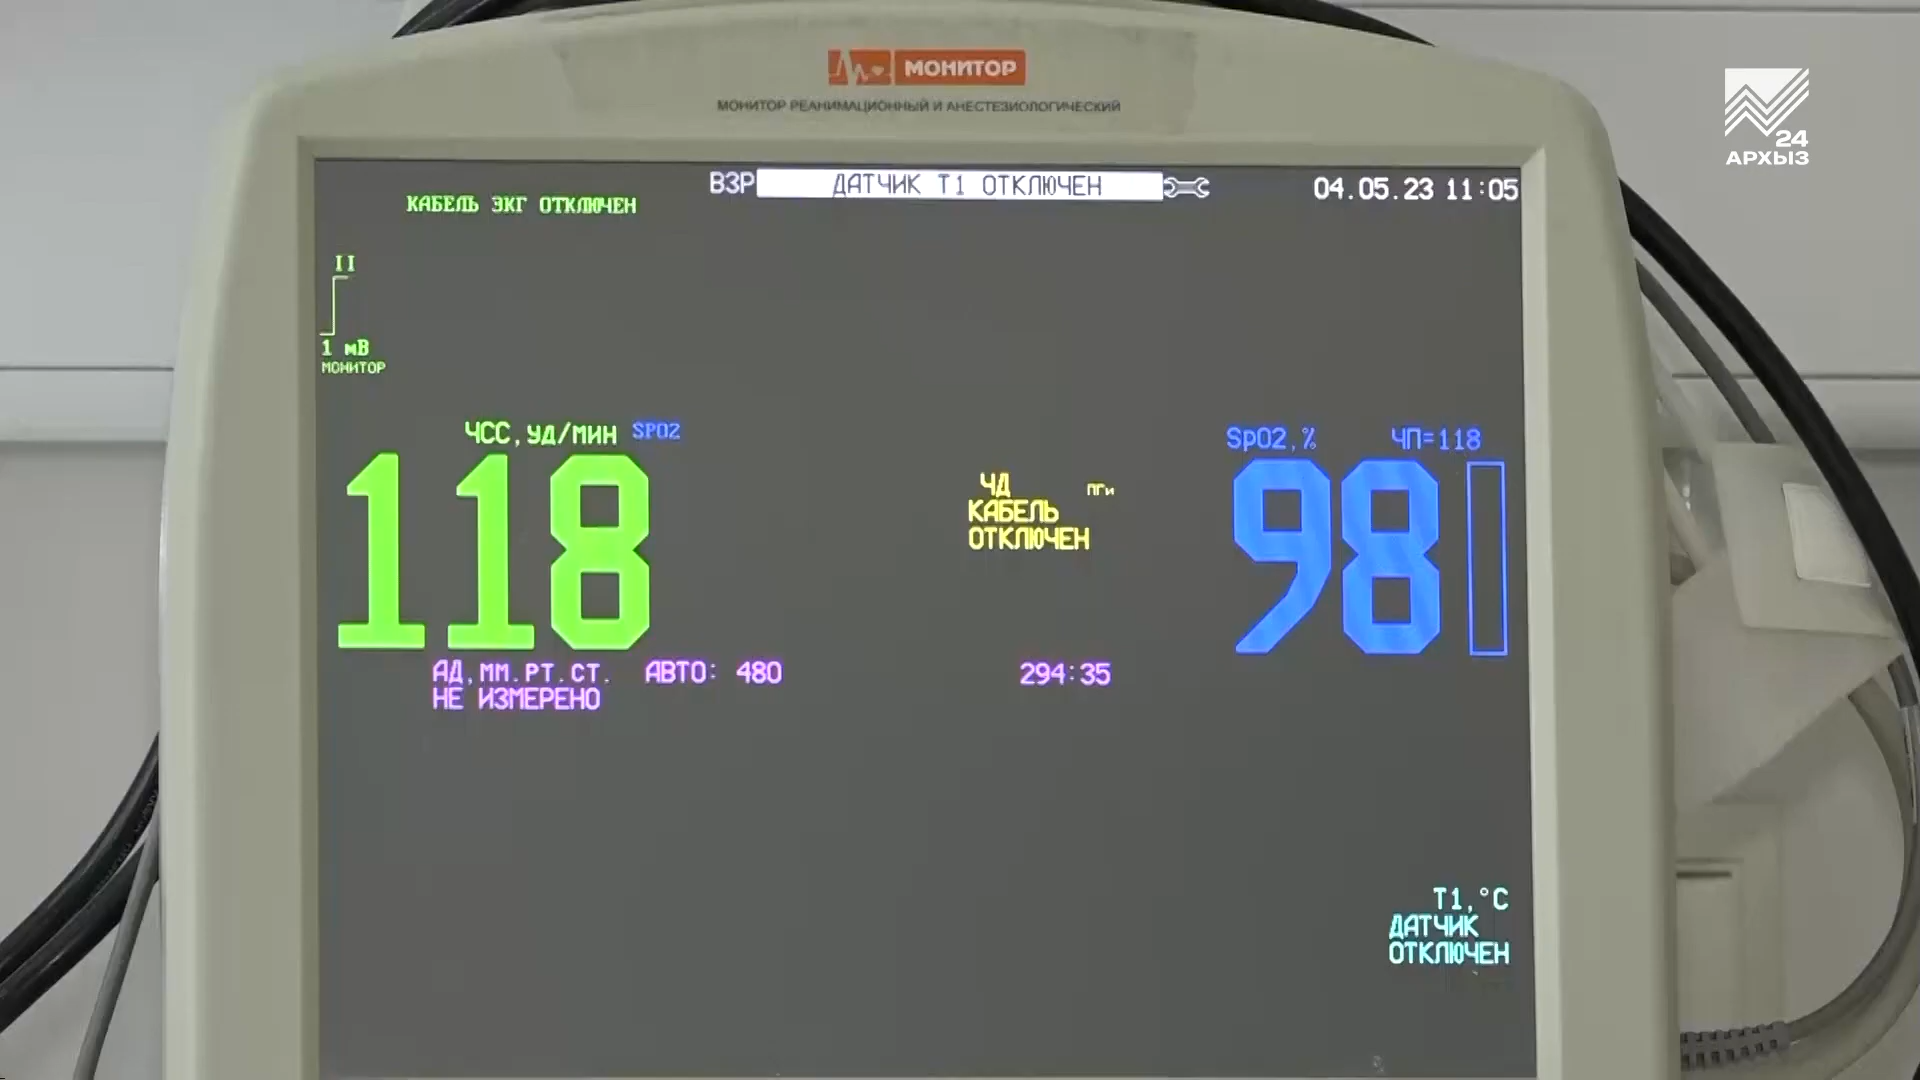 МОНИТОР
МОНИТОР РЕАНИМАЦИОННЫЙ И АНЕСТЕЗИОЛОГИЧЕСКИЙ
24
АРХЫЗ
КАБЕЛЬ ЭКГ ОТКЛЮЧЕН
ВЗР ДАТЧИК Т1 ОТКЛЮЧЕН
04.05.23 11:05
II
1 мВ
МОНИТОР
ЧСС,УД/МИН SPO2
118
ЧД ПГи
КАБЕЛЬ
ОТКЛЮЧЕН
SpO2,% ЧП=118
98
АД,ММ.РТ.СТ. АВТО: 480 294:35
НЕ ИЗМЕРЕНО
Т1,°C
ДАТЧИК
ОТКЛЮЧЕН